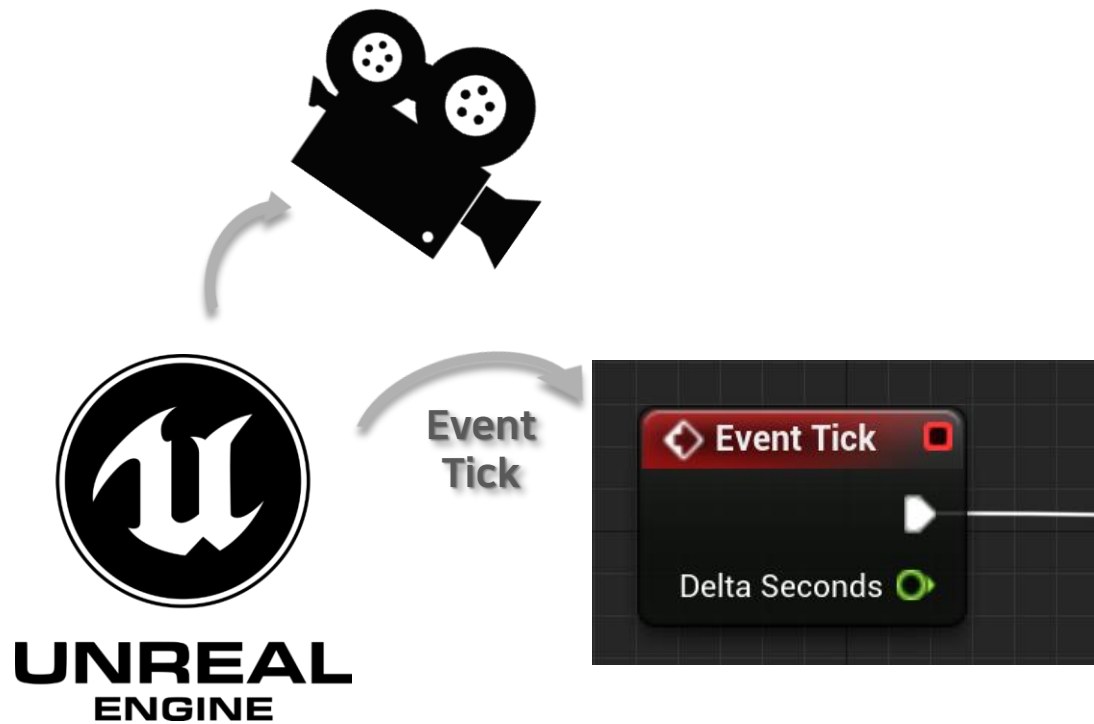 Event
Tick
Event Tick
Delta Seconds
UNREAL
ENGINE